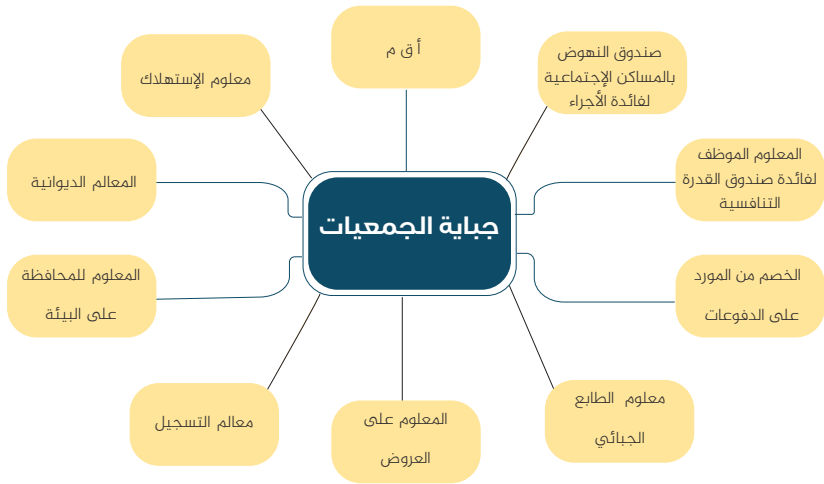 أ ق م
صندوق النهوض
بالمساكن الإجتماعية
لفائدة الأجراء
معلوم الإستهلاك
المعلوم الموظف
لفائدة صندوق القدرة
التنافسية
المعالم الديوانية
جباية الجمعيات
الخصم من المورد
على الدفوعات
المعلوم للمحافظة
على البيئة
معلوم الطابع
الجبائي
المعلوم على
العروض
معالم التسجيل